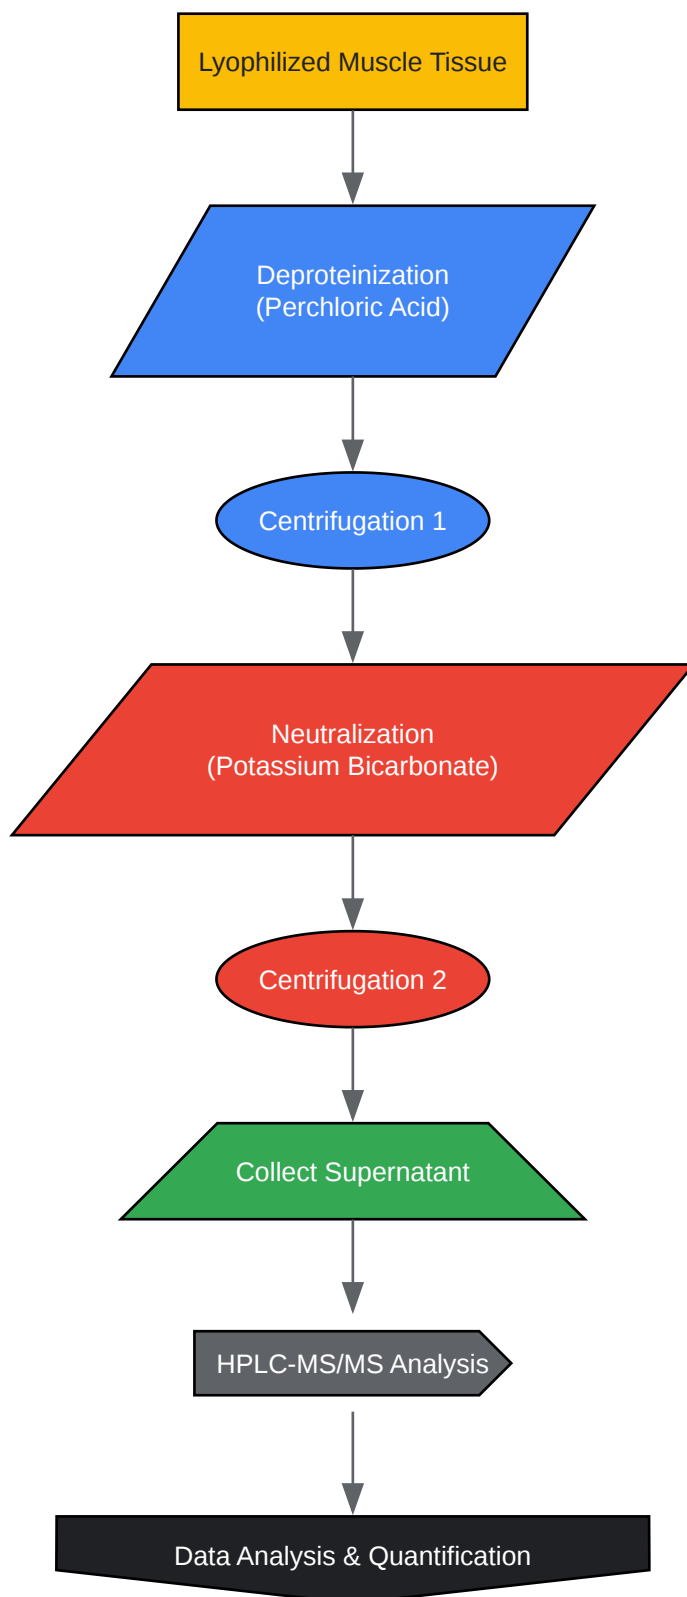 Lyophilized Muscle Tissue
Deproteinization
(Perchloric Acid)
Centrifugation 1
Neutralization
(Potassium Bicarbonate)
Centrifugation 2
Collect Supernatant
HPLC-MS/MS Analysis
Data Analysis & Quantification